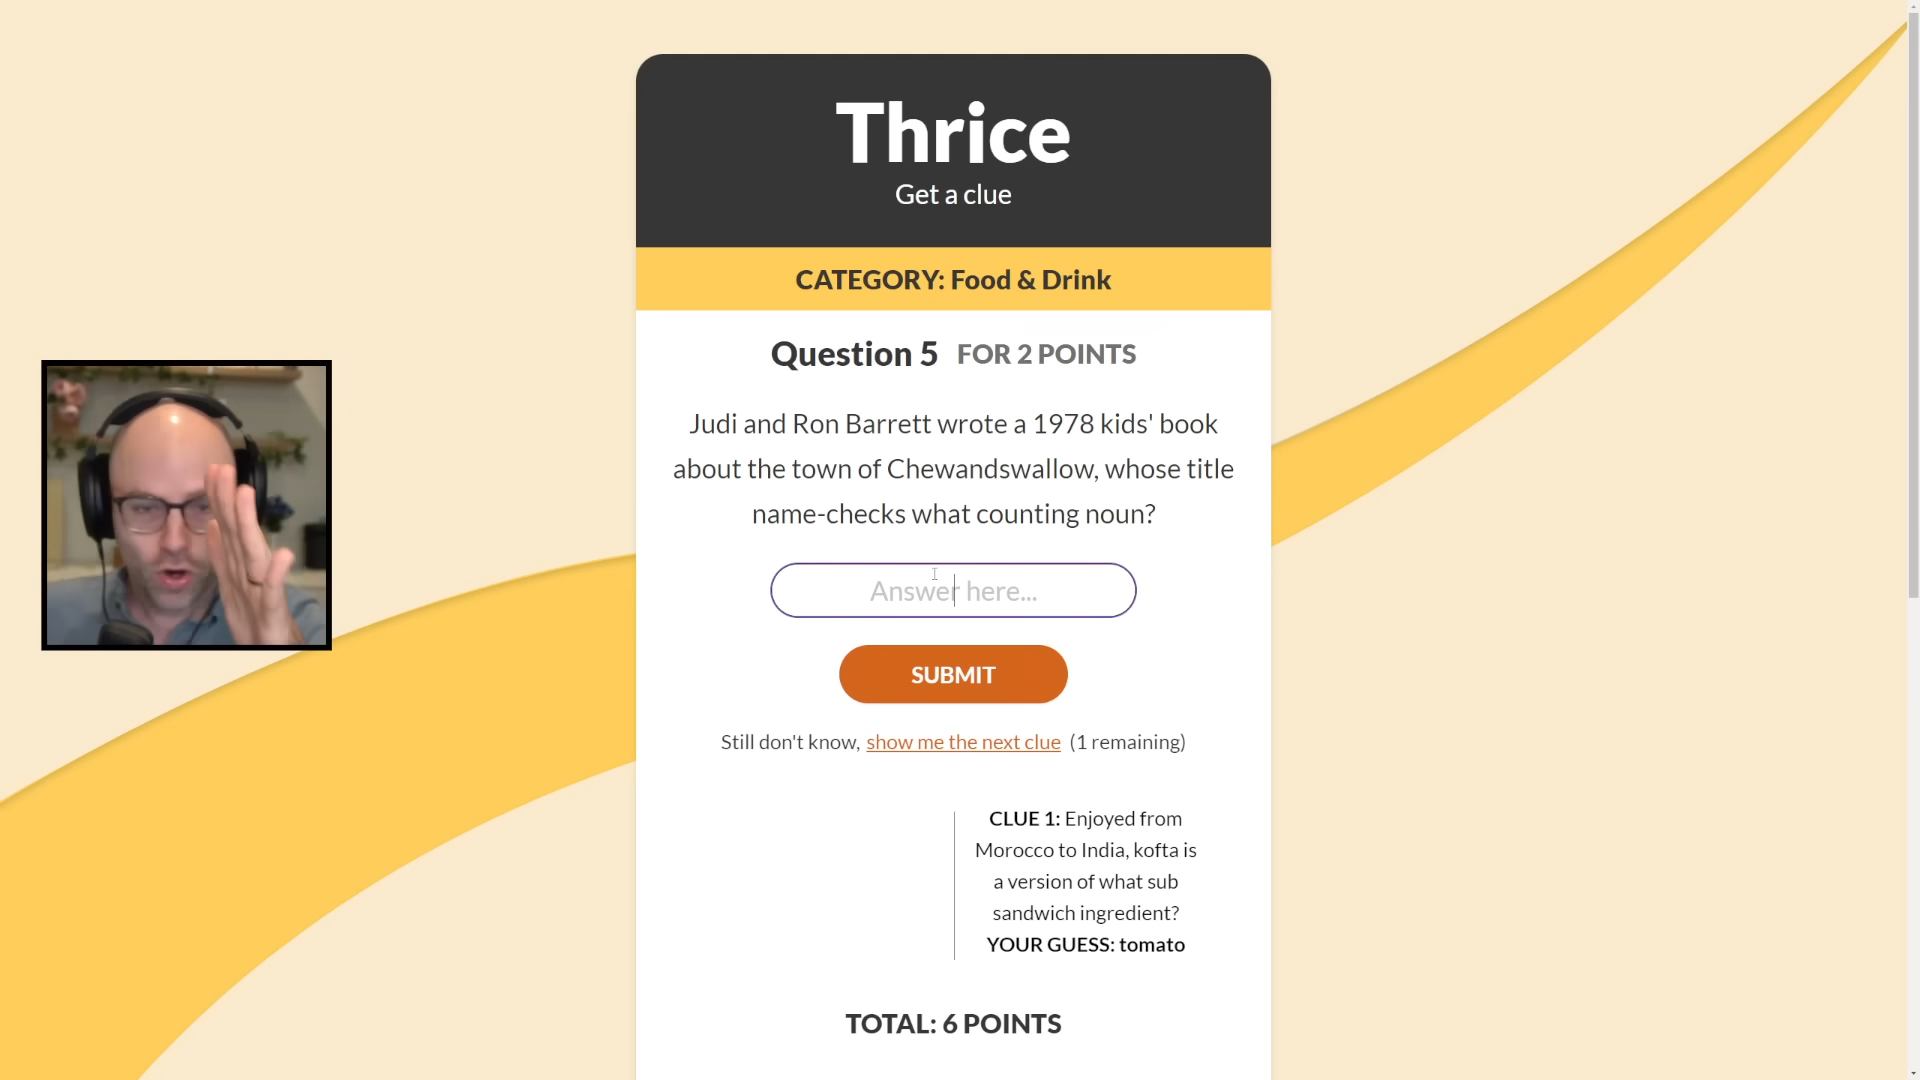 Thrice
Get a clue
CATEGORY: Food & Drink
Question 5 FOR 2 POINTS
Judi and Ron Barrett wrote a 1978 kids' book
about the town of Chewandswallow, whose title
name-checks what counting noun?
Answer here...
SUBMIT
Still don't know, show me the next clue (1 remaining)
CLUE 1: Enjoyed from
Morocco to India, kofta is
a version of what sub
sandwich ingredient?
YOUR GUESS: tomato
TOTAL: 6 POINTS